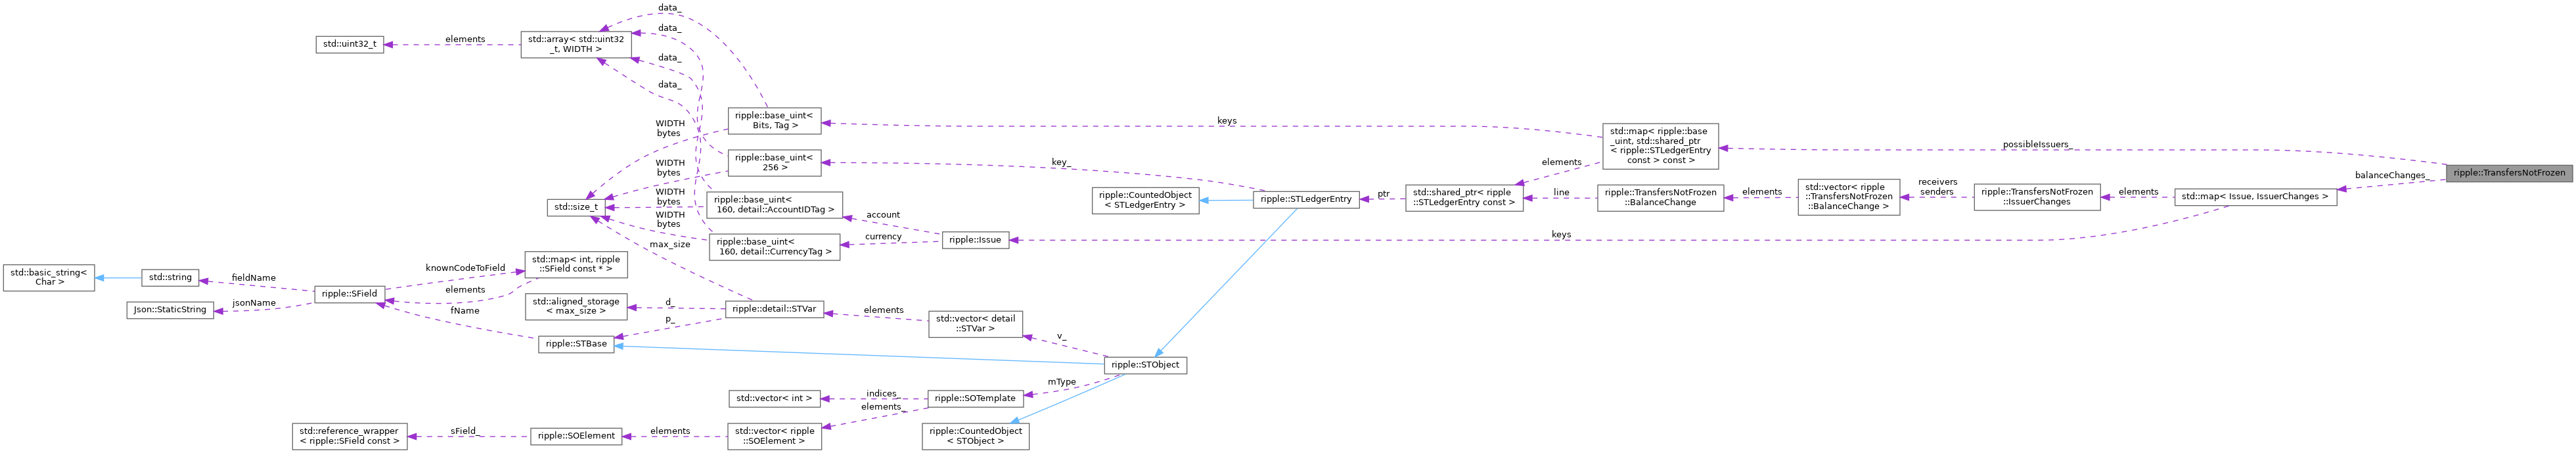 data_
data_
std::uint32_t
elements
std::array< std::uint32
_t, WIDTH >
data_
data_
ripple::base_uint<
Bits, Tag >
WIDTH
bytes
keys
std::map< ripple::base
_uint, std::shared_ptr
< ripple::STLedgerEntry
const > const >
possibleIssuers_
ripple::TransfersNotFrozen
balanceChanges_
ripple::base_uint<
256 >
WIDTH
bytes
key_
elements
ripple::CountedObject
< STLedgerEntry >
ripple::STLedgerEntry
ptr
std::shared_ptr< ripple
::STLedgerEntry const >
line
ripple::TransfersNotFrozen
::BalanceChange
elements
std::vector< ripple
::TransfersNotFrozen
::BalanceChange >
receivers
senders
ripple::TransfersNotFrozen
::IssuerChanges
elements
std::map< Issue, IssuerChanges >
std::size_t
WIDTH
bytes
ripple::base_uint<
160, detail::AccountIDTag >
account
WIDTH
bytes
ripple::base_uint<
160, detail::CurrencyTag >
currency
ripple::Issue
keys
max_size
std::basic_string<
Char >
std::string
fieldName
Json::StaticString
jsonName
ripple::SField
knownCodeToField
elements
fName
std::map< int, ripple
::SField const * >
std::aligned_storage
< max_size >
d_
p_
ripple::detail::STVar
elements
std::vector< detail
::STVar >
v_
ripple::STBase
ripple::STObject
mType
std::vector< int >
indices_
elements_
ripple::SOTemplate
std::reference_wrapper
< ripple::SField const >
sField_
ripple::SOElement
elements
std::vector< ripple
::SOElement >
ripple::CountedObject
< STObject >